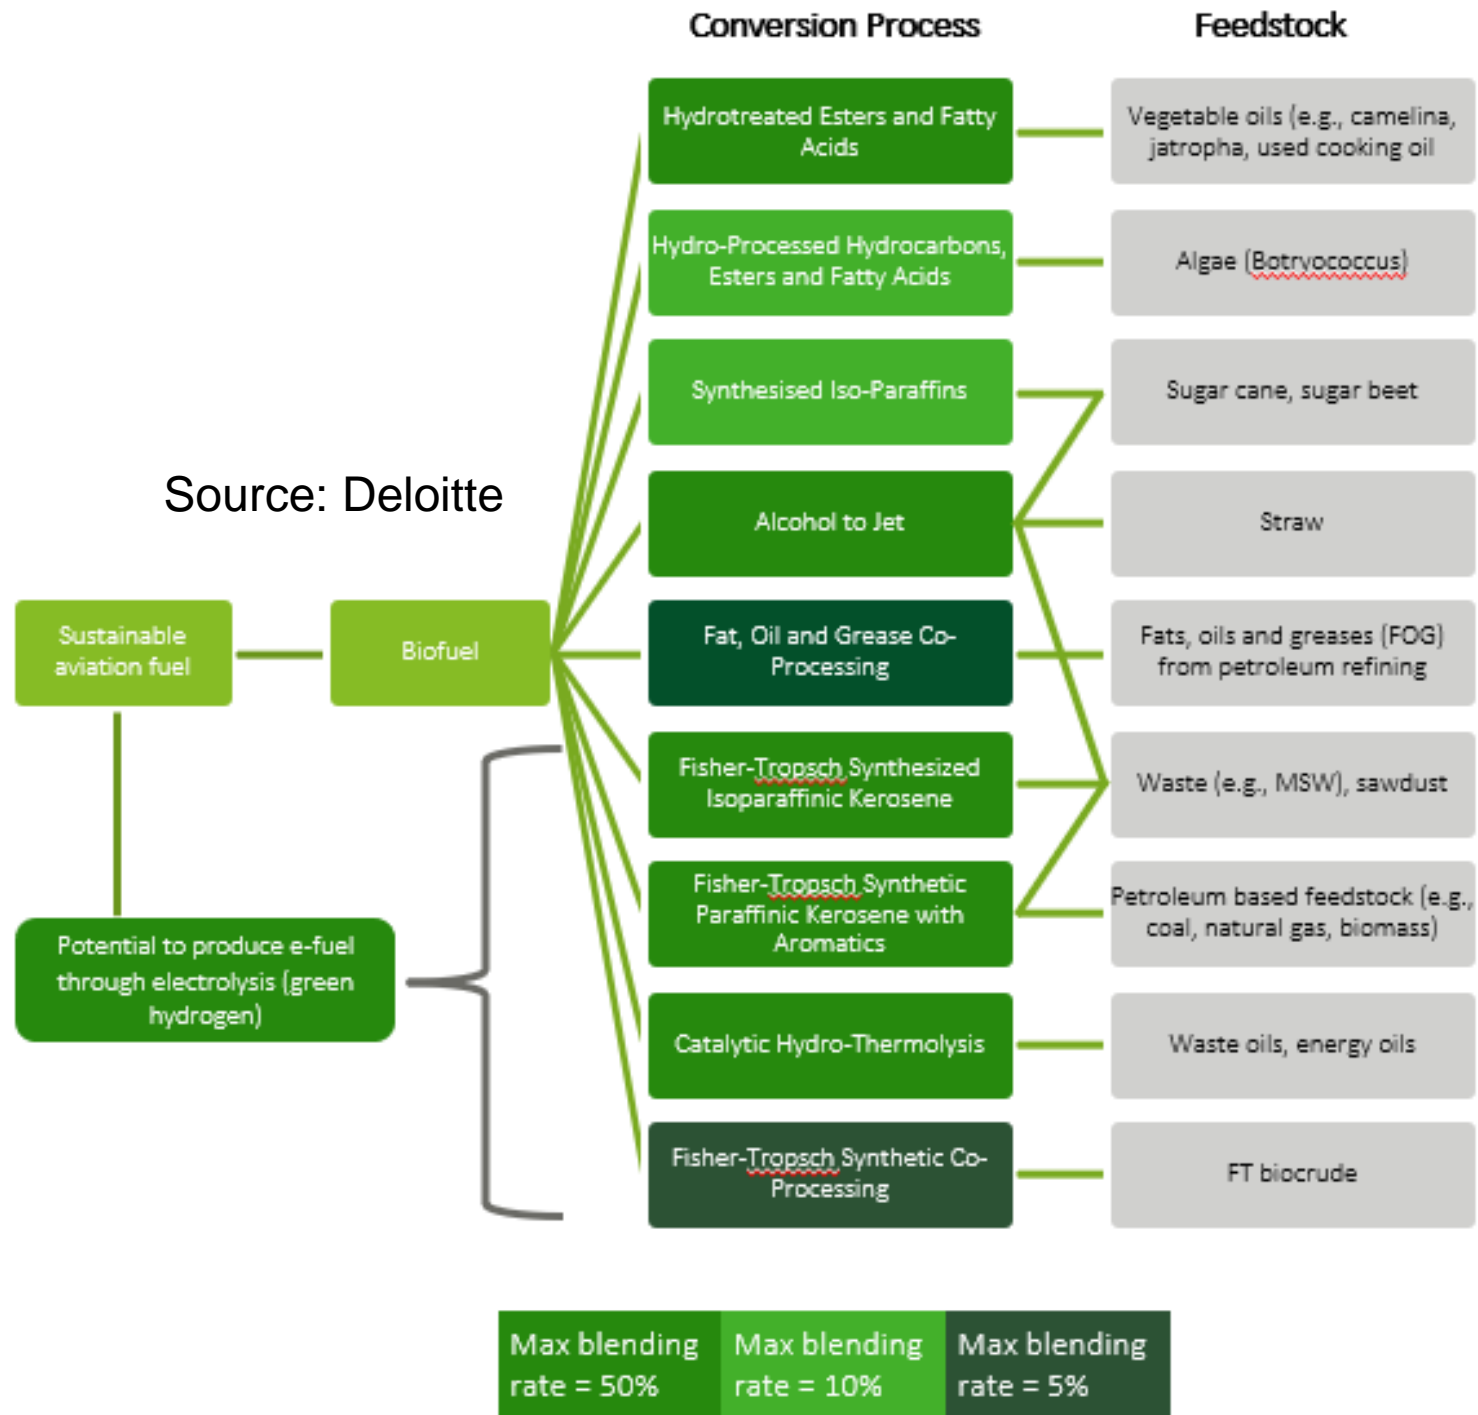 Conversion Process
Feedstock
Hydrotreated Esters and Fatty
Acids
Vegetable oils (e.g., camelina,
jatropha, used cooking oil
Hydro-Processed Hydrocarbons,
Esters and Fatty Acids
Algae (Botryococcus)
Synthesised Iso-Paraffins
Sugar cane, sugar beet
Source: Deloitte
Alcohol to Jet
Straw
Sustainable
aviation fuel
Biofuel
Fat, Oil and Grease Co-
Processing
Fats, oils and greases (FOG)
from petroleum refining
Fisher-Tropsch Synthesized
Isoparaffinic Kerosene
Waste (e.g., MSW), sawdust
Fisher-Tropsch Synthetic
Paraffinic Kerosene with
Aromatics
Petroleum based feedstock (e.g.,
coal, natural gas, biomass)
Potential to produce e-fuel
through electrolysis (green
hydrogen)
Catalytic Hydro-Thermolysis
Waste oils, energy oils
Fisher-Tropsch Synthetic Co-
Processing
FT biocrude
Max blending
rate = 50%
Max blending
rate = 10%
Max blending
rate = 5%